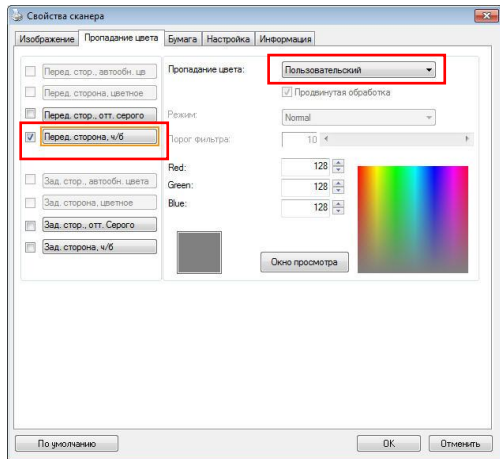 Свойства сканера
Изображение Пропадание цвета Бумага Настройка Информация
Перед. стор., автообн. цв
Перед. сторона, цветное
Перед. стор., отт. серого
Перед. сторона, ч/б
Зад. стор., автообн. цвета
Зад. сторона, цветное
Зад. стор., отт. Серого
Зад. сторона, ч/б
Пропадание цвета: Пользовательский
Продвинутая обработка
Режим: Normal
Порог Фильтра: 10
Red: 128
Green: 128
Blue: 128
Окно просмотра
По умолчанию OK Отменить